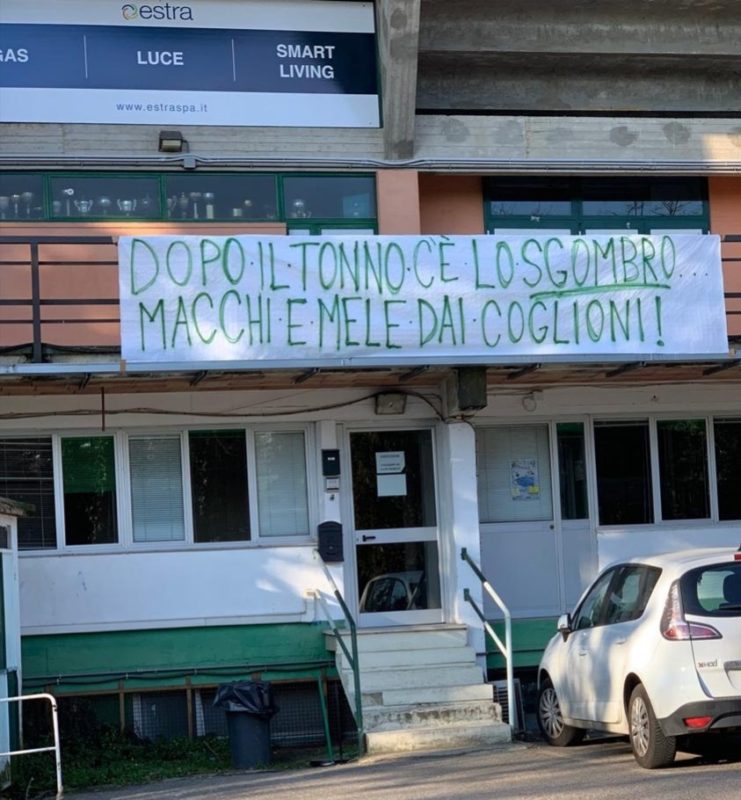 estra
GAS LUCE SMART LIVING
www.estraspa.it
DOPO·IL·TONNO·C'È·LO·SGOMBRO...
MACCHI·E·MELE·DAI·COGLIONI!